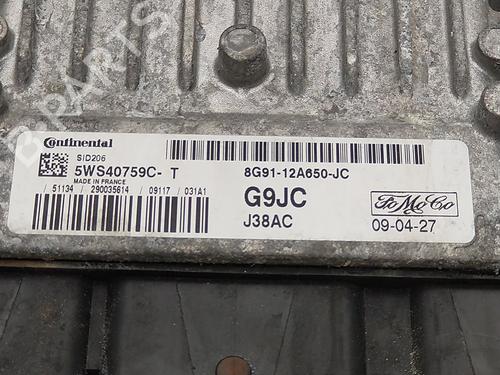 Continental
SID206
5WS40759C- T
MADE IN FRANCE
/ 51134 / 290035614 / 09117 / 031A1
8G91-12A650-JC
G9JC
J38AC
FoMoCo
09-04-27
B-PARTS